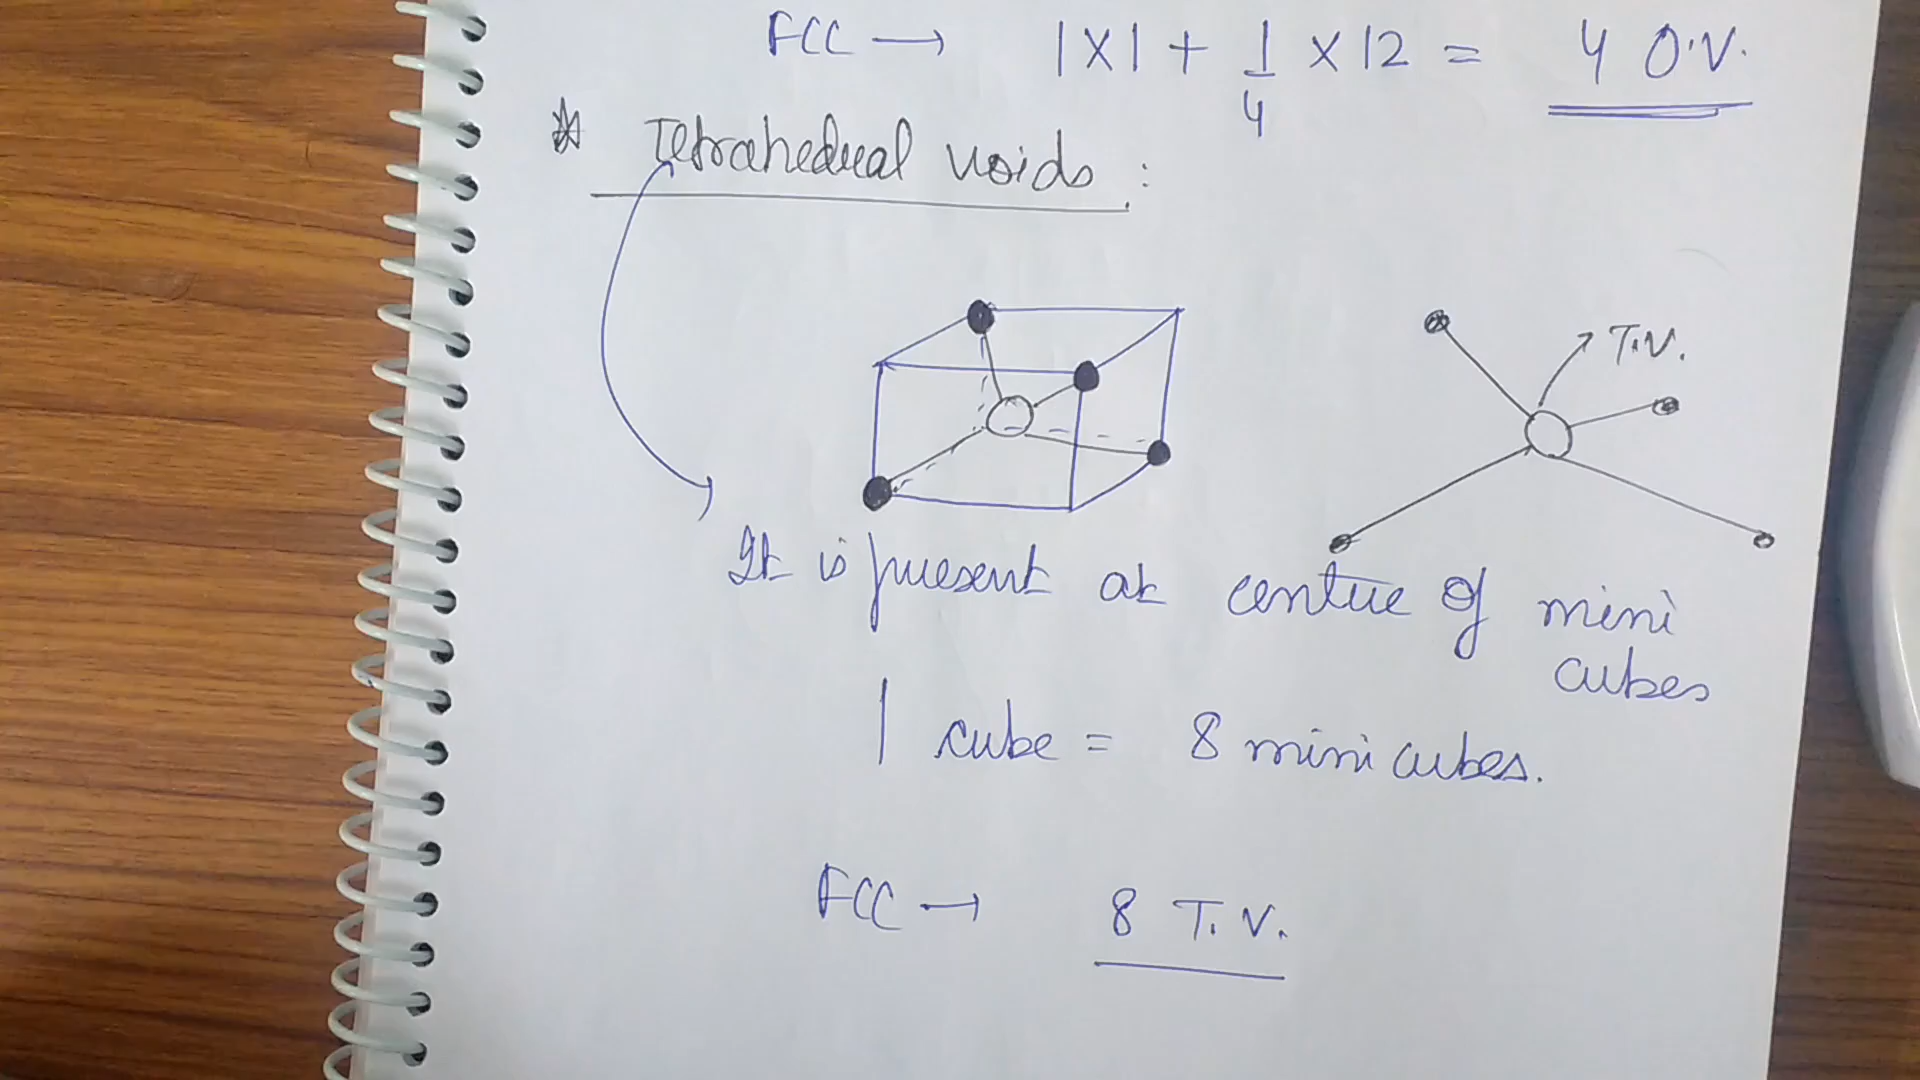 FCC → 1 X 1 + 1/4 X 12 = 4 O.V.
* Tetrahedral voids :
T.V.
It is present at centre of mini
cubes
1 cube = 8 mini cubes.
FCC → 8 T.V.